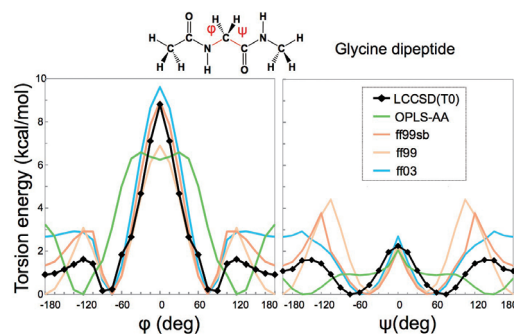 H H
O φ ψ H H
H C C C N C H
C N C H
H H H H O
Glycine dipeptide
Torsion energy (kcal/mol)
10
8
6
4
2
0
LCCSD(T0)
OPLS-AA
ff99sb
ff99
ff03
-180 -120 -60 0 60 120 180
-180 -120 -60 0 60 120 180
φ (deg)
ψ(deg)